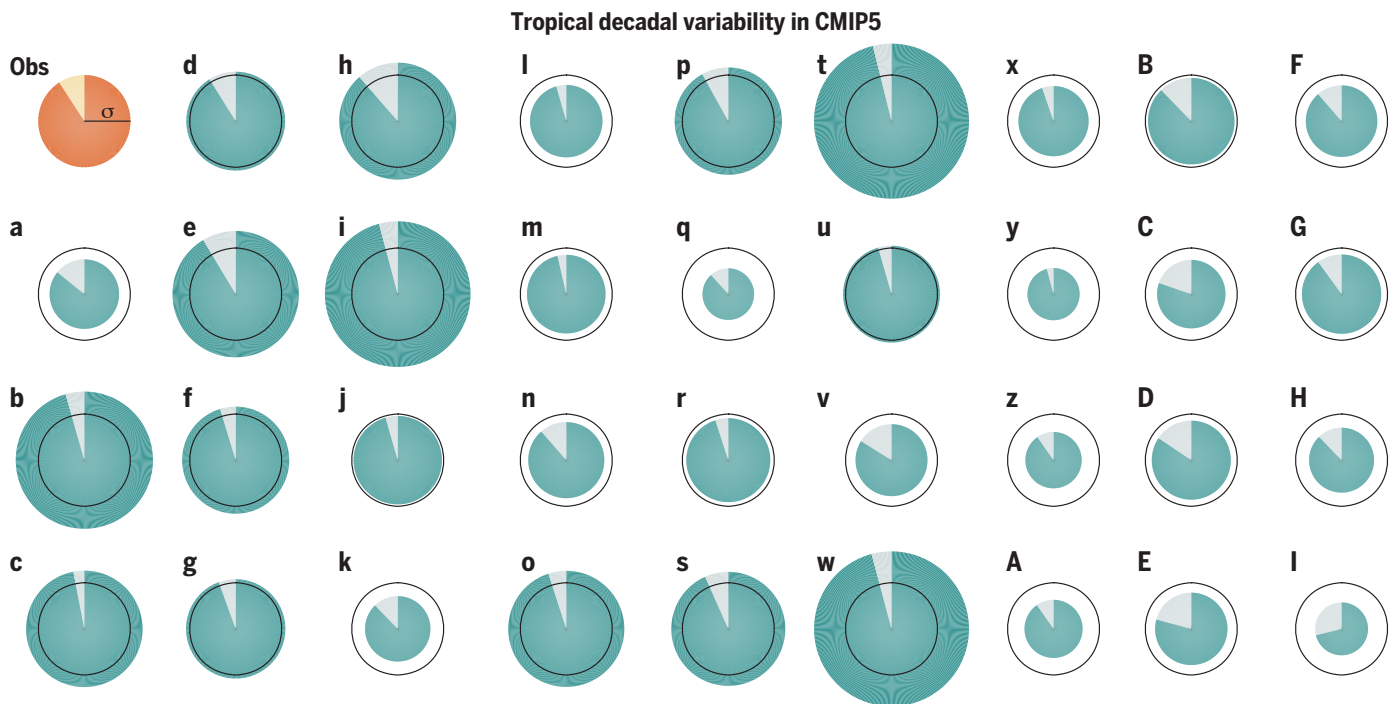 Tropical decadal variability in CMIP5
Obs d h l p t x B F
σ
a e i m q u y C G
b f j n r v z D H
c g k o s w A E I